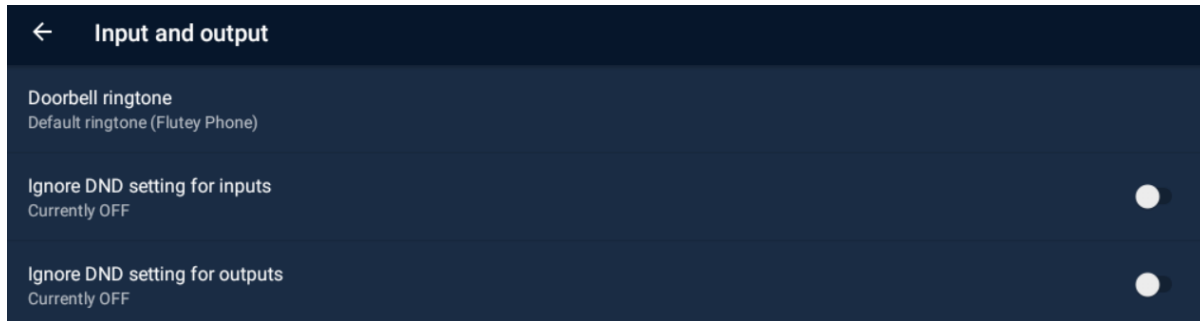 Input and output
Doorbell ringtone
Default ringtone (Flutey Phone)
Ignore DND setting for inputs
Currently OFF
Ignore DND setting for outputs
Currently OFF